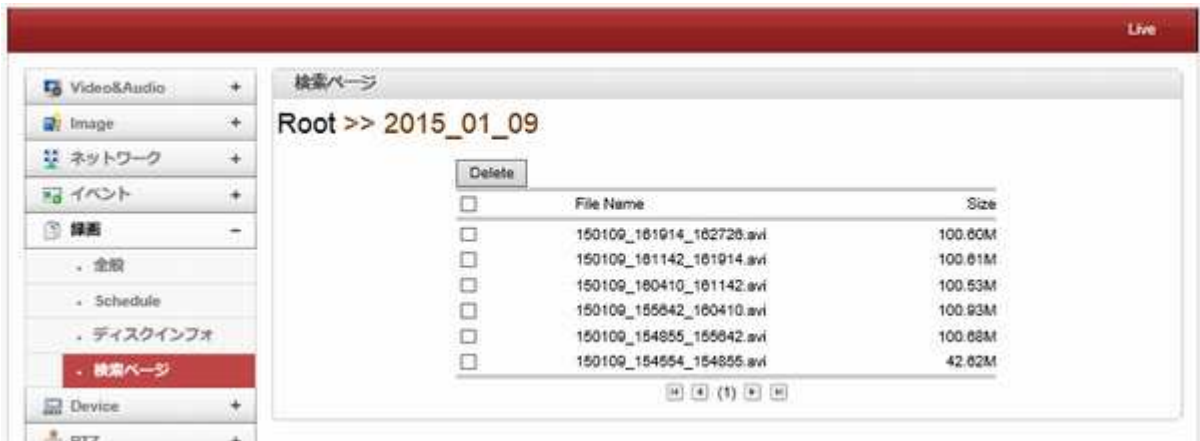 Live
Video&Audio +
Image +
ネットワーク +
イベント +
録画 -
. 全般
. Schedule
. ディスクインフォ
. 検索ページ
Device +
PTZ +
検索ページ
Root >> 2015_01_09
Delete
File Name Size
150109_161914_162726.avi 100.60M
150109_161142_161914.avi 100.61M
150109_160410_161142.avi 100.53M
150109_155642_160410.avi 100.93M
150109_154855_155642.avi 100.68M
150109_154554_154855.avi 42.62M
(1)